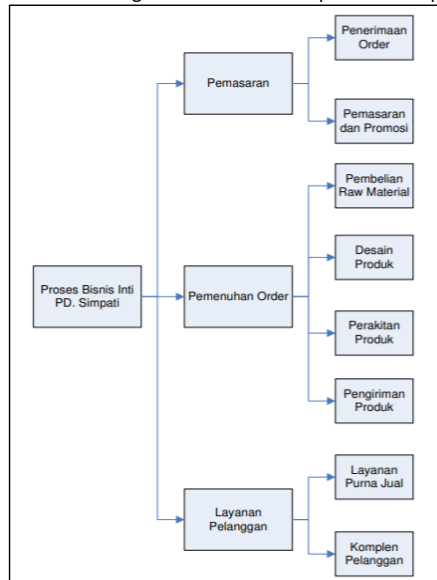 Penerimaan
Order
Pemasaran
Pemasaran
dan Promosi
Pembelian
Raw Material
Desain
Produk
Proses Bisnis Inti
PD. Simpati
Pemenuhan Order
Perakitan
Produk
Pengiriman
Produk
Layanan
Purna Jual
Layanan
Pelanggan
Komplen
Pelanggan